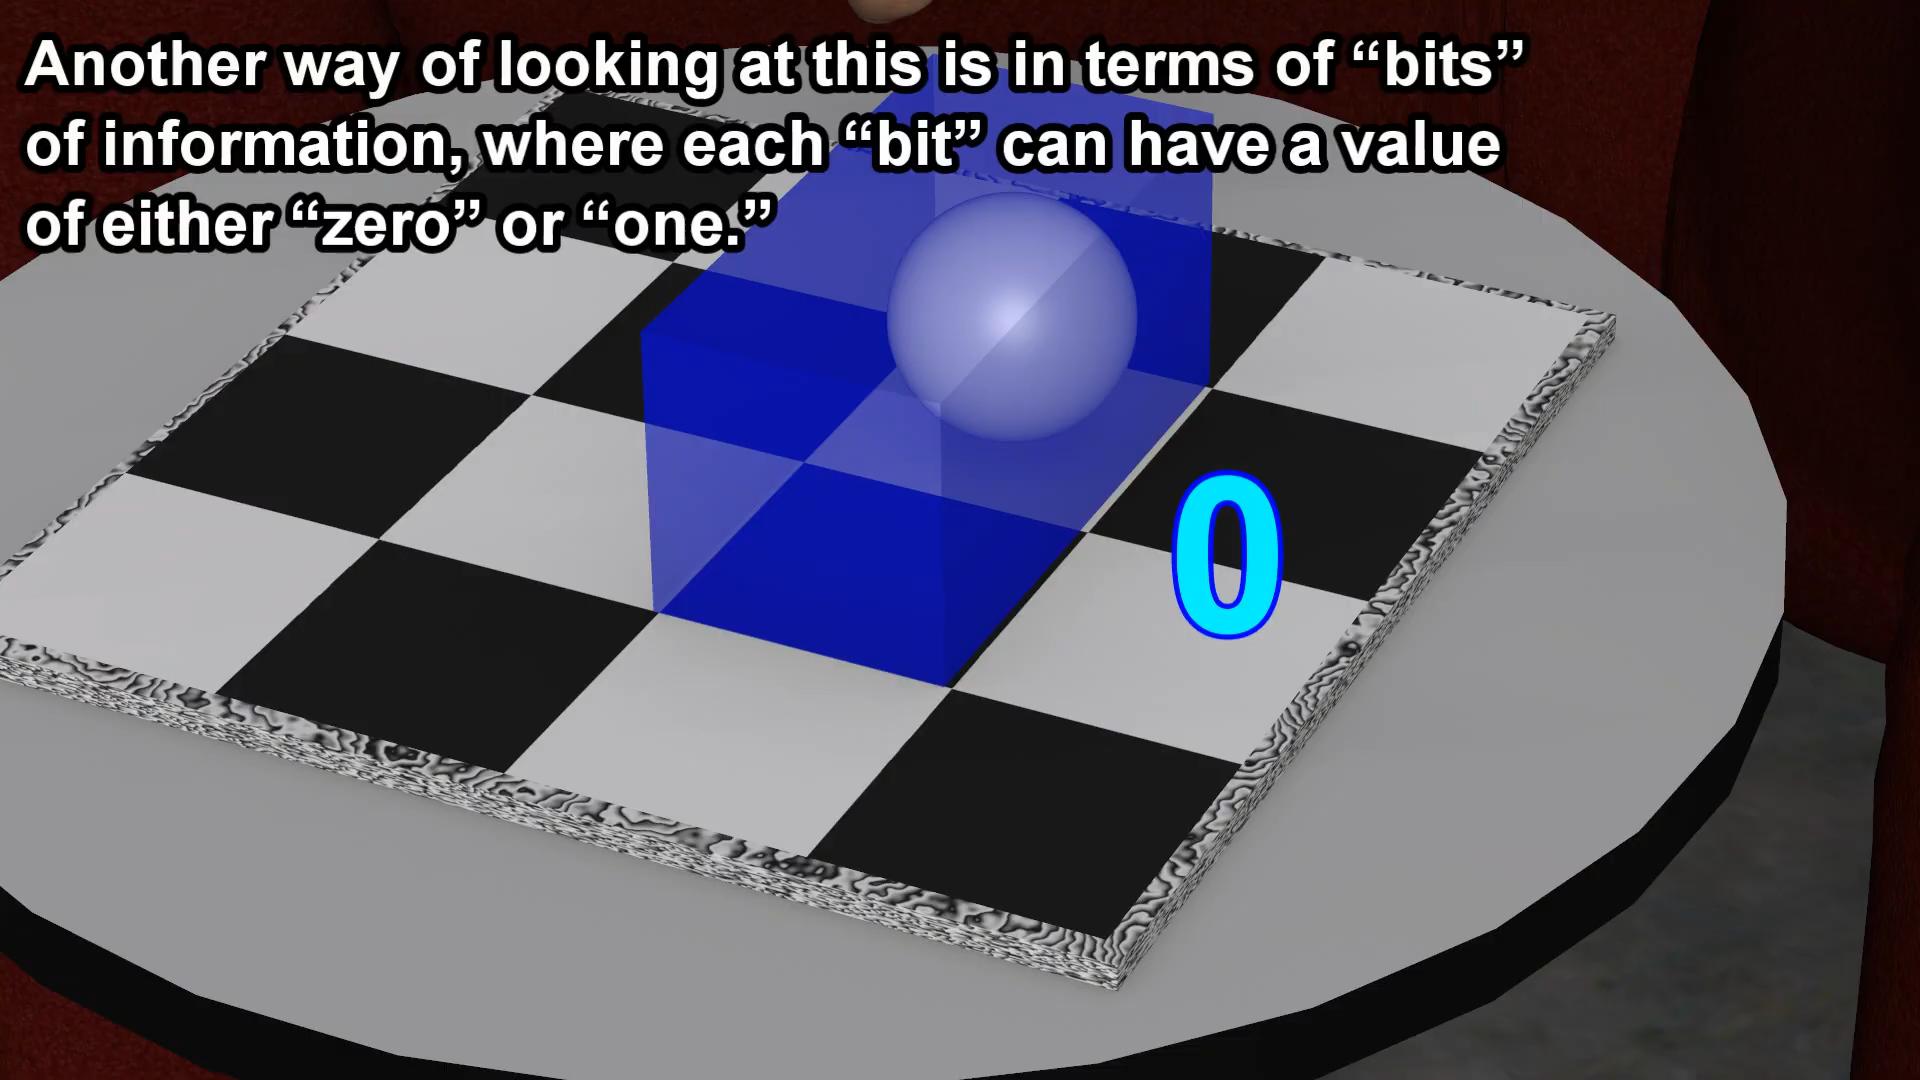 Another way of looking at this is in terms of “bits”
of information, where each “bit” can have a value
of either “zero” or “one.”
0